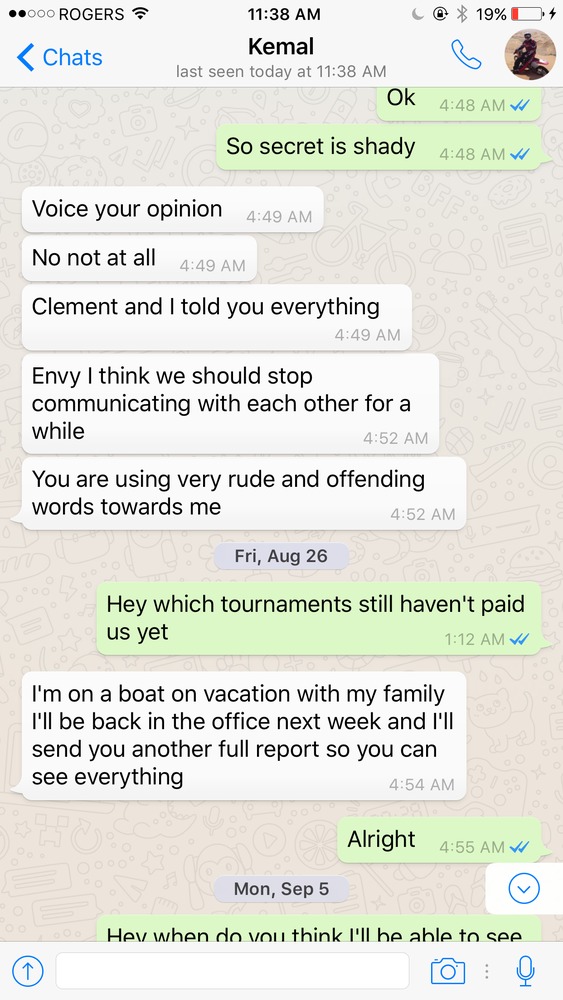 ROGERS 11:38 AM 19%
Chats Kemal
last seen today at 11:38 AM
Ok 4:48 AM
So secret is shady 4:48 AM
Voice your opinion 4:49 AM
No not at all 4:49 AM
Clement and I told you everything
4:49 AM
Envy I think we should stop
communicating with each other for a
while 4:52 AM
You are using very rude and offending
words towards me 4:52 AM
Fri, Aug 26
Hey which tournaments still haven't paid
us yet 1:12 AM
I'm on a boat on vacation with my family
I'll be back in the office next week and I'll
send you another full report so you can
see everything 4:54 AM
Alright 4:55 AM
Mon, Sep 5
Hey when do you think I'll be able to see